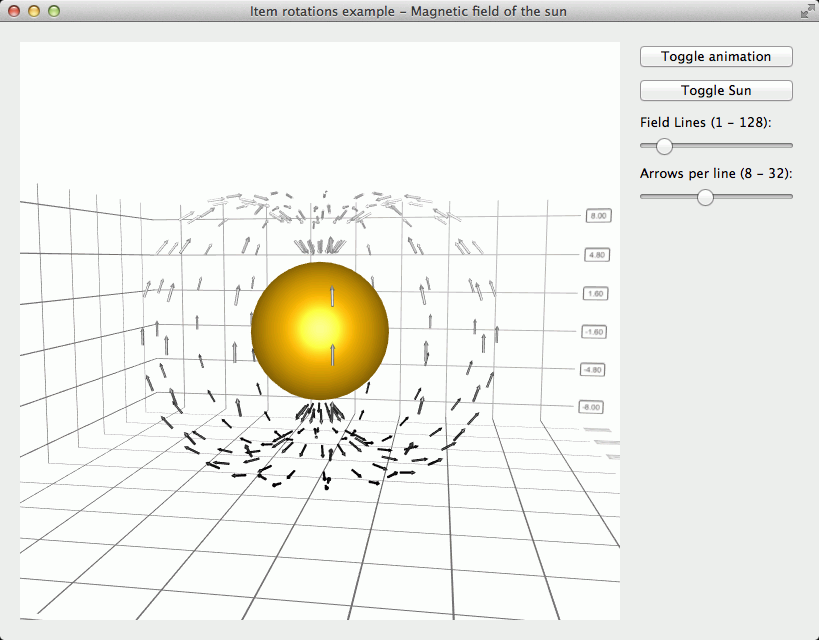 Item rotations example – Magnetic field of the sun
Toggle animation
Toggle Sun
Field Lines (1 – 128):
Arrows per line (8 – 32):
8.00
4.80
1.60
-1.60
-4.80
-8.00